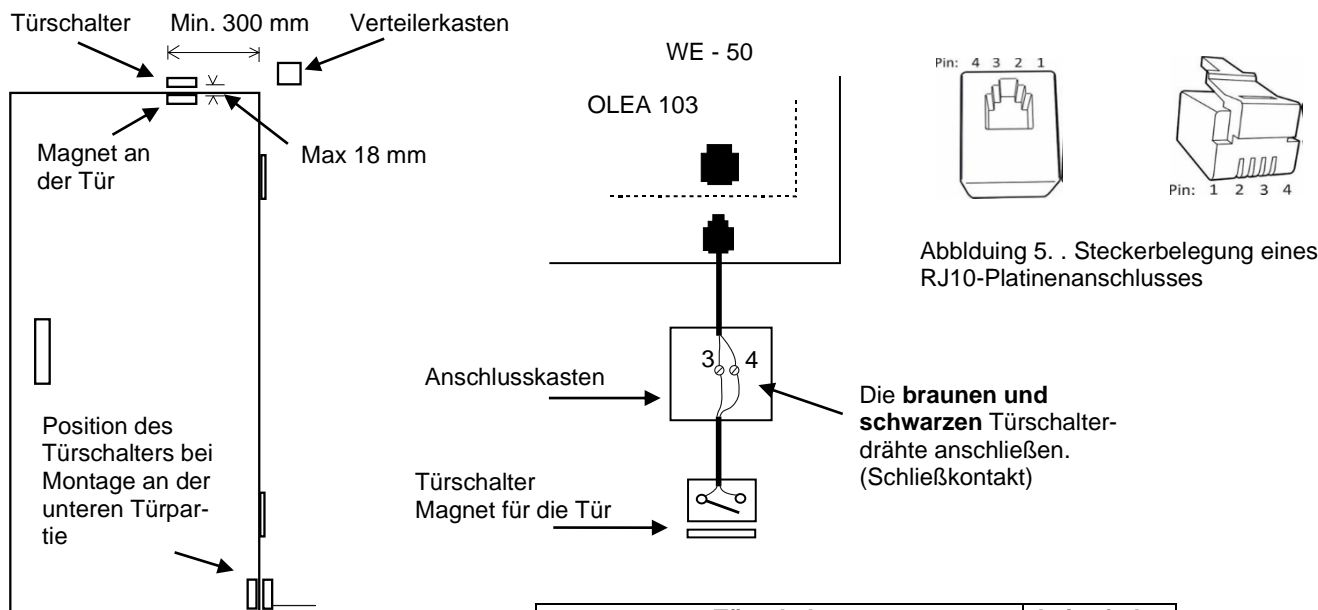 Türschalter
Min. 300 mm
Verteilerkasten
Magnet an
der Tür
Max 18 mm
Position des
Türschalters bei
Montage an der
unteren Türpar-
tie
WE - 50
OLEA 103
Anschlusskasten
3 4
Die braunen und
schwarzen Türschalter-
drähte anschließen.
(Schließkontakt)
Türschalter
Magnet für die Tür
Pin: 4 3 2 1
Pin: 1 2 3 4
Abblduing 5. . Steckerbelegung eines
RJ10-Platinenanschlusses